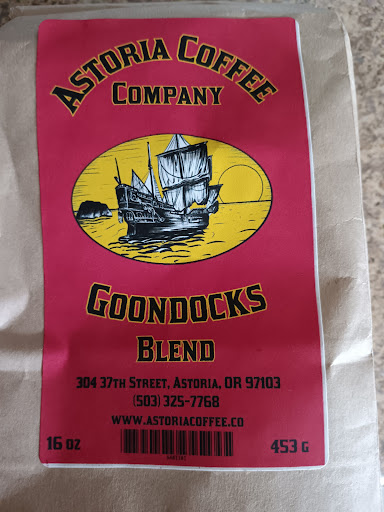 ASTORIA COFFEE
COMPANY
GOONDOCKS
BLEND
304 37TH STREET, ASTORIA, OR 97103
(503) 325-7768
WWW.ASTORIACOFFEE.CO
16 OZ
453 G